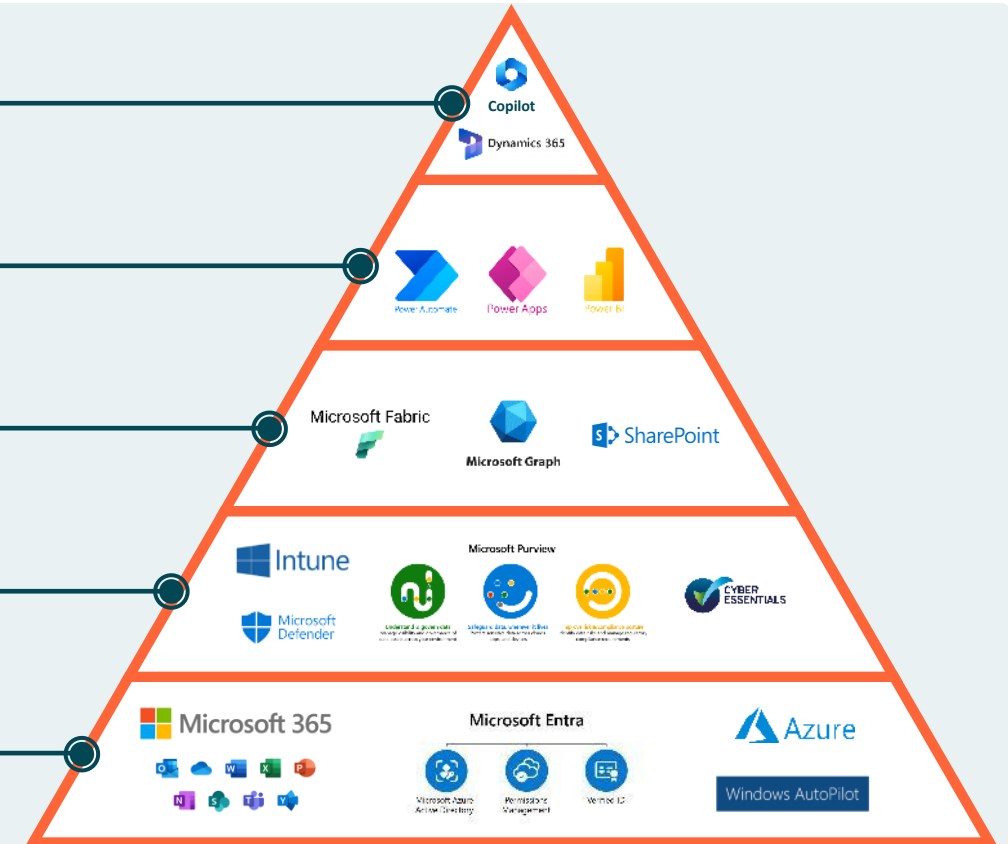 Copilot
Dynamics 365
Power Automate
Power Apps
Power BI
Microsoft Fabric
Microsoft Graph
S SharePoint
Intune
Microsoft Defender
Microsoft Purview
CYBER
ESSENTIALS
Microsoft 365
O
W
X
P
N
S
T
Y
Microsoft Entra
Microsoft Azure
Active Directory
Permissions
Management
Verified ID
Azure
Windows AutoPilot